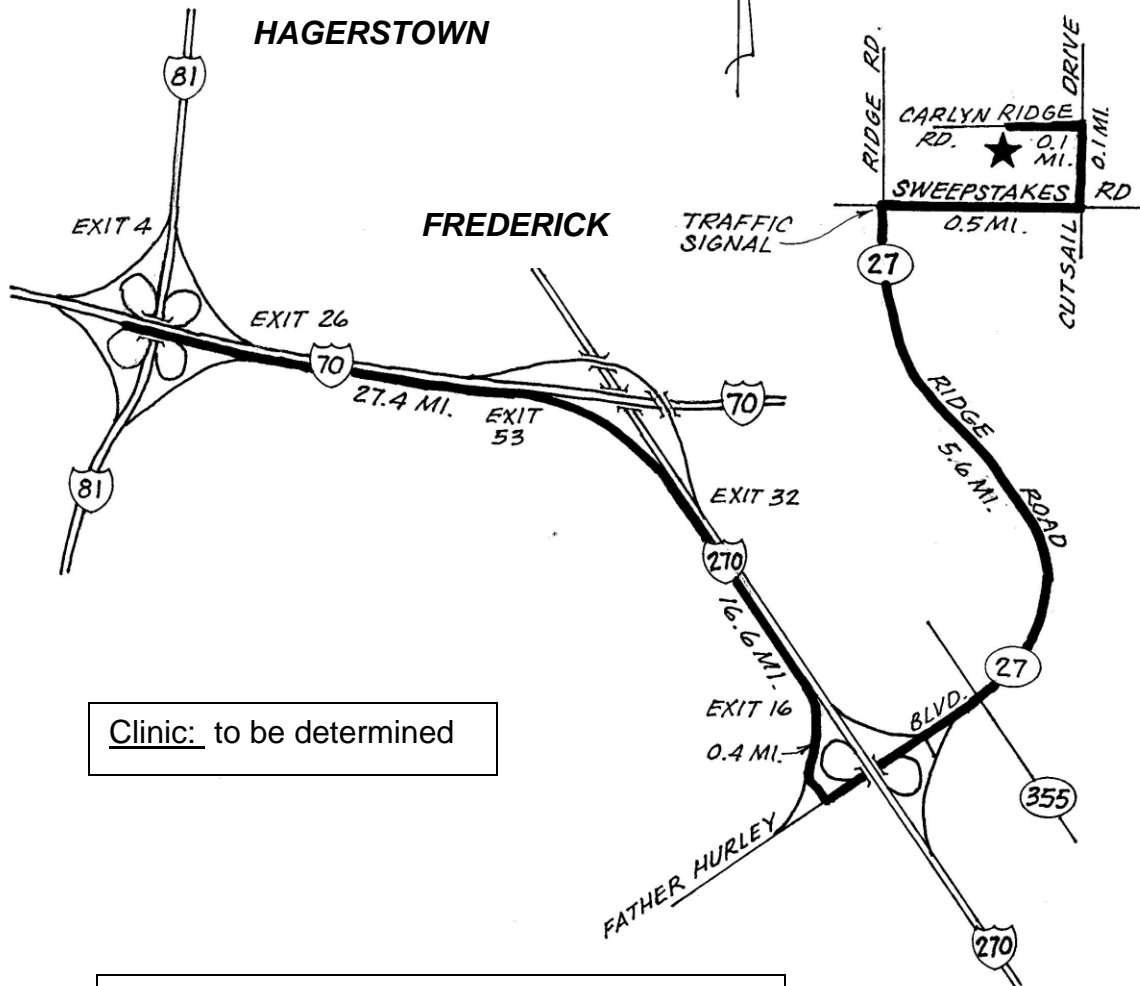 HAGERSTOWN
81
EXIT 4
FREDERICK
EXIT 26
70
27.4 MI.
EXIT
53
70
EXIT 32
270
16.6 MI.
EXIT 16
0.4 MI.
FATHER HURLEY
BLVD.
270
355
27
RIDGE
ROAD
5.6 MI.
27
TRAFFIC
SIGNAL
RIDGE RD.
SWEEPSTAKES RD
0.5 MI.
CUTSAIL
DRIVE
0.1 MI.
CARLYN RIDGE
RD.
0.1
MI.
81
Clinic: to be determined